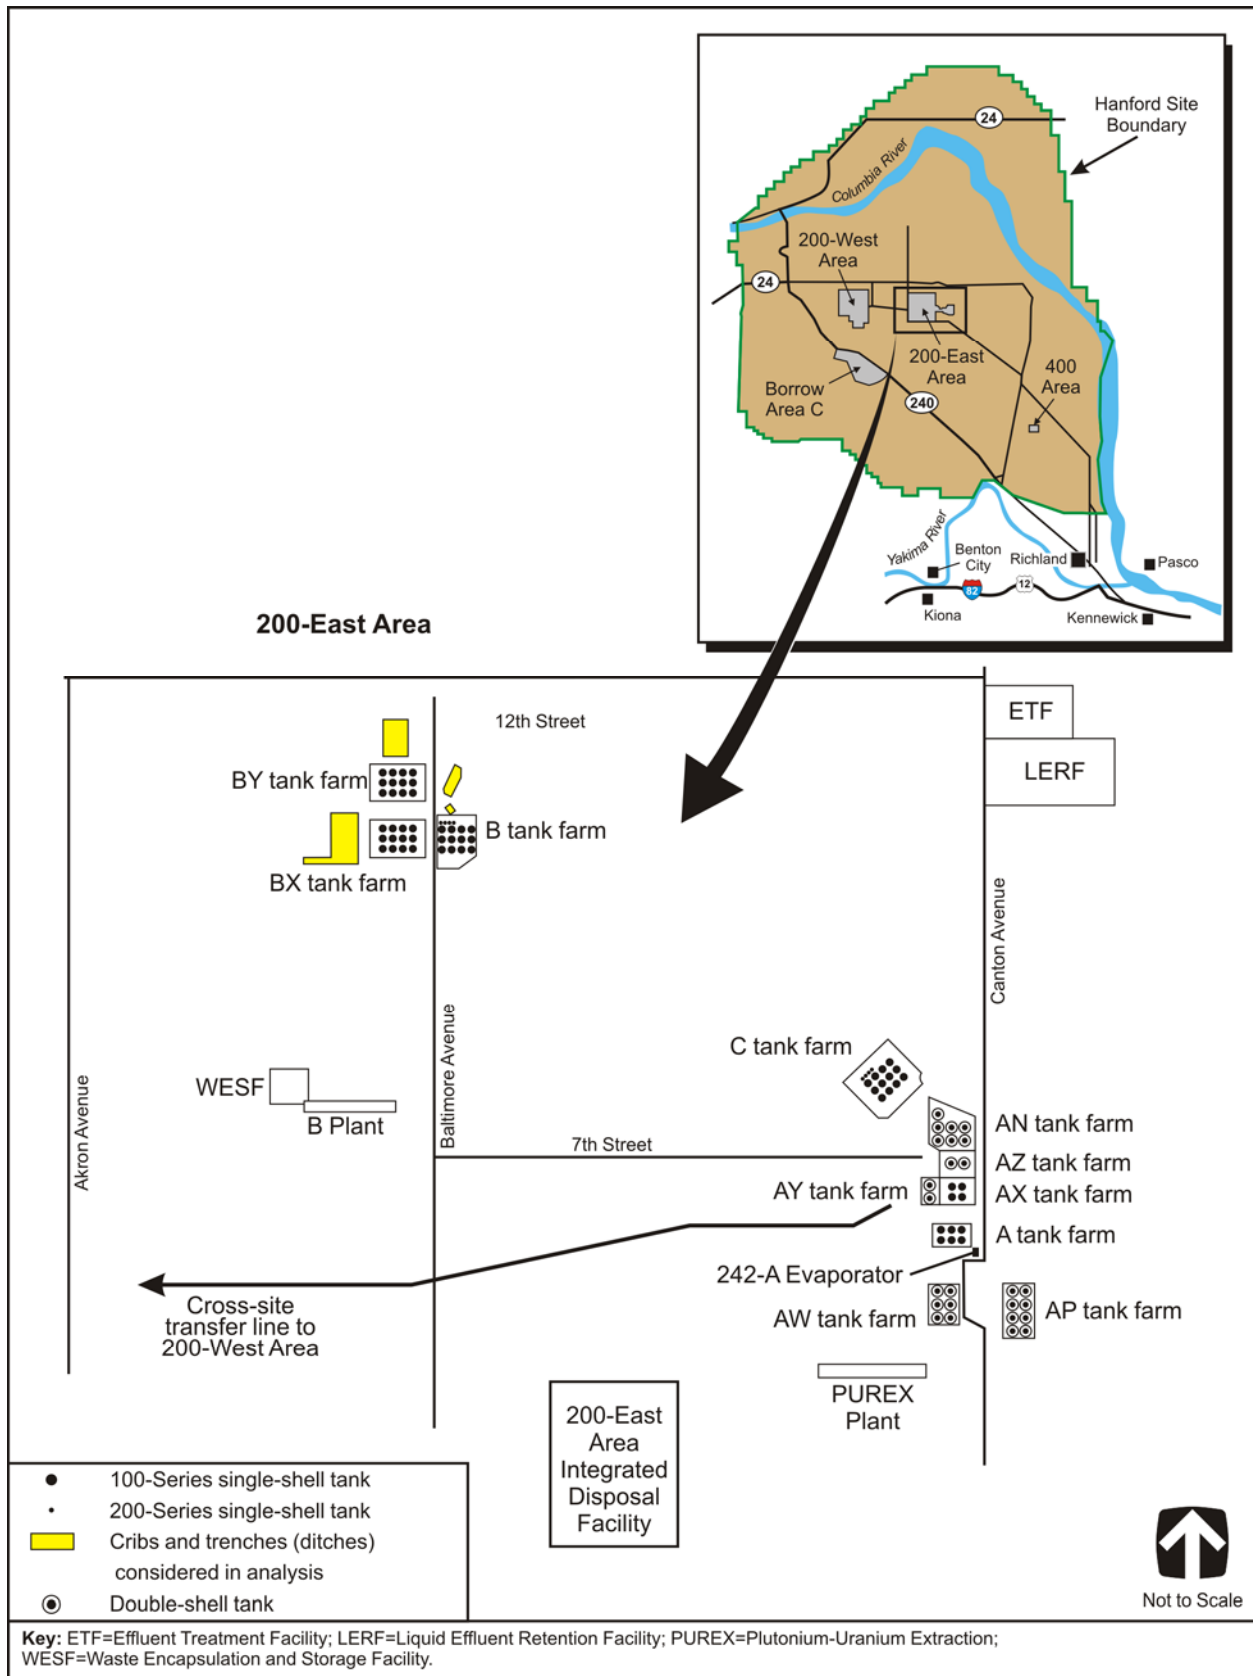 24
Hanford Site
Boundary
Columbia River
200-West
Area
24
200-East
Area
400
Area
Borrow
Area C
240
Yakima River
Benton
City
Richland
Pasco
82
12
Kiona
Kennewick
200-East Area
12th Street
ETF
LERF
BY tank farm
B tank farm
BX tank farm
Canton Avenue
Baltimore Avenue
Akron Avenue
C tank farm
WESF
B Plant
7th Street
AN tank farm
AZ tank farm
AY tank farm
AX tank farm
A tank farm
242-A Evaporator
AW tank farm
AP tank farm
Cross-site
transfer line to
200-West Area
PUREX
Plant
200-East
Area
Integrated
Disposal
Facility
100-Series single-shell tank
200-Series single-shell tank
Cribs and trenches (ditches)
considered in analysis
Double-shell tank
Not to Scale
Key: ETF=Effluent Treatment Facility; LERF=Liquid Effluent Retention Facility; PUREX=Plutonium-Uranium Extraction;
WESF=Waste Encapsulation and Storage Facility.